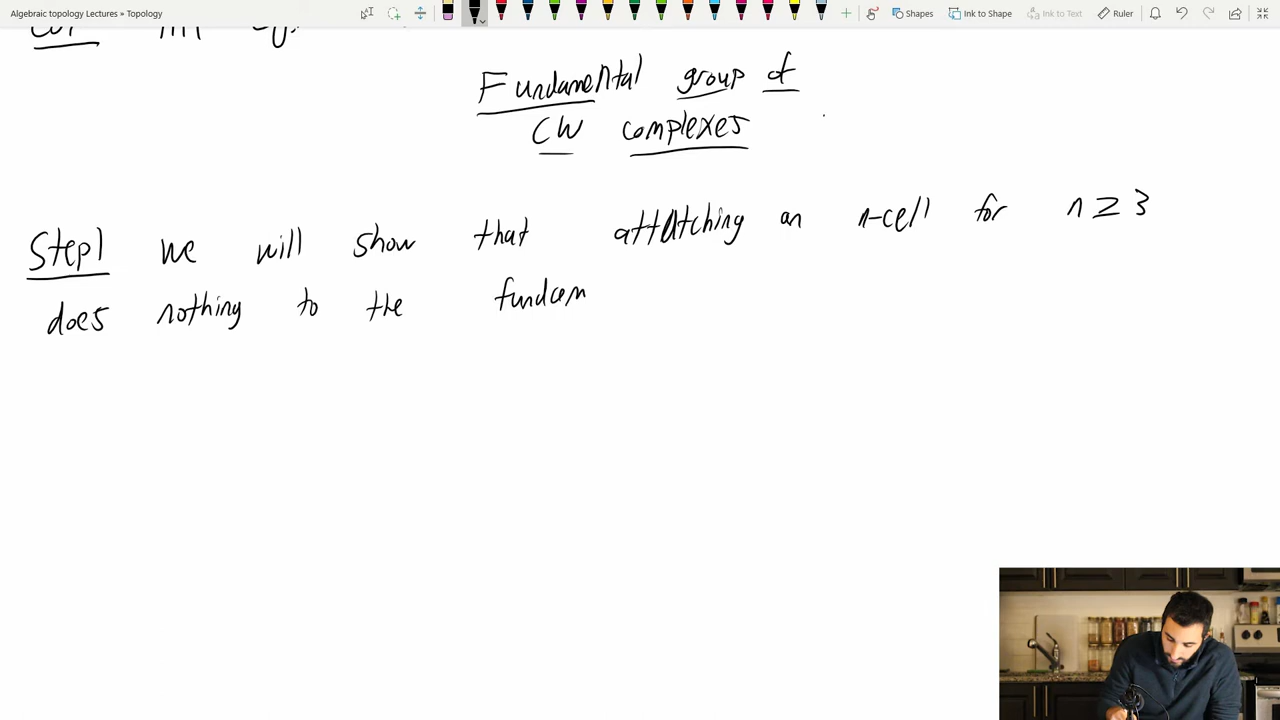 Algebraic topology Lectures » Topology
Shapes
Ink to Shape
Ink to Text
Ruler
Fundamental group of
CW complexes
Step1 we will show that attatching an n-cell for n ≥ 3
does nothing to the fundam